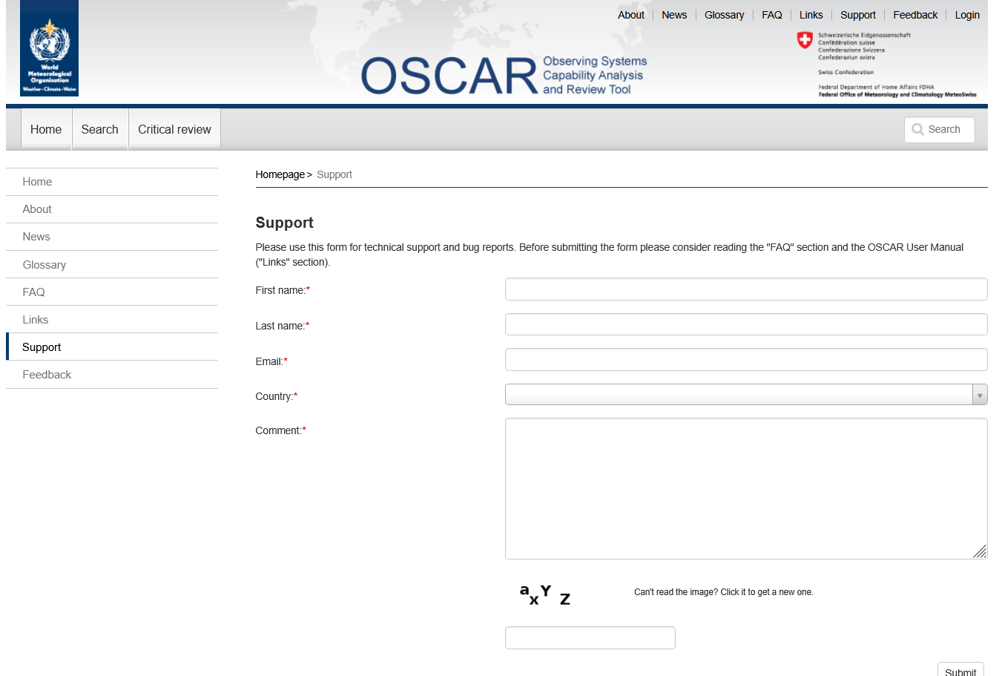 World
Meteorological
Organization
Weather - Climate - Water
About News Glossary FAQ Links Support Feedback Login
OSCAR
Observing Systems
Capability Analysis
and Review Tool
Schweizerische Eidgenossenschaft
Confédération suisse
Confederazione Svizzera
Confederaziun svizra
Swiss Confederation
Federal Department of Home Affairs FDHA
Federal Office of Meteorology and Climatology MeteoSwiss
Home Search Critical review Search
Home
About
News
Glossary
FAQ
Links
Support
Feedback
Homepage > Support
Support
Please use this form for technical support and bug reports. Before submitting the form please consider reading the "FAQ" section and the OSCAR User Manual
("Links" section).
First name:*
Last name:*
Email:*
Country:*
Comment:*
a x Y Z
Can't read the image? Click it to get a new one.
Submit